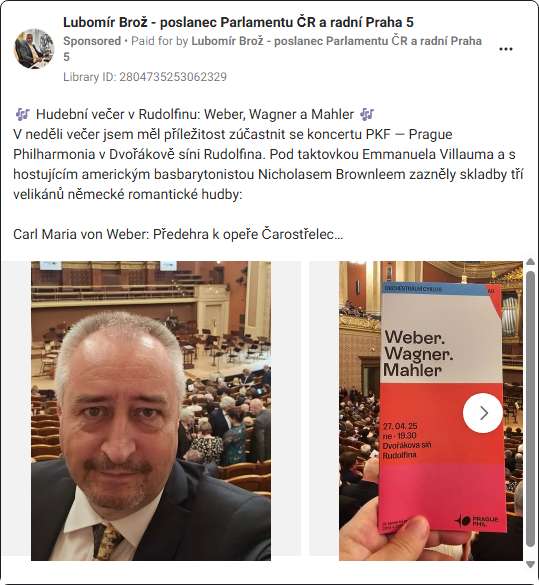 Lubomír Brož - poslanec Parlamentu ČR a radní Praha 5
Sponsored • Paid for by Lubomír Brož - poslanec Parlamentu ČR a radní Praha
5
Library ID: 2804735253062329
🎶 Hudební večer v Rudolfinu: Weber, Wagner a Mahler 🎶
V neděli večer jsem měl příležitost zúčastnit se koncertu PKF — Prague
Philharmonia v Dvořákově síni Rudolfina. Pod taktovkou Emmanuela Villauma a s
hostujícím americkým basbarytonistou Nicholasem Brownleem zazněly skladby tří
velikánů německé romantické hudby:
Carl Maria von Weber: Předehra k opeře Čarostřelec…
ORCHESTRÁLNÍ CYKLUS
Weber.
Wagner.
Mahler
27. 04. 25
ne · 19.30
Dvořákova síň
Rudolfina
PRAGUE
PHIL